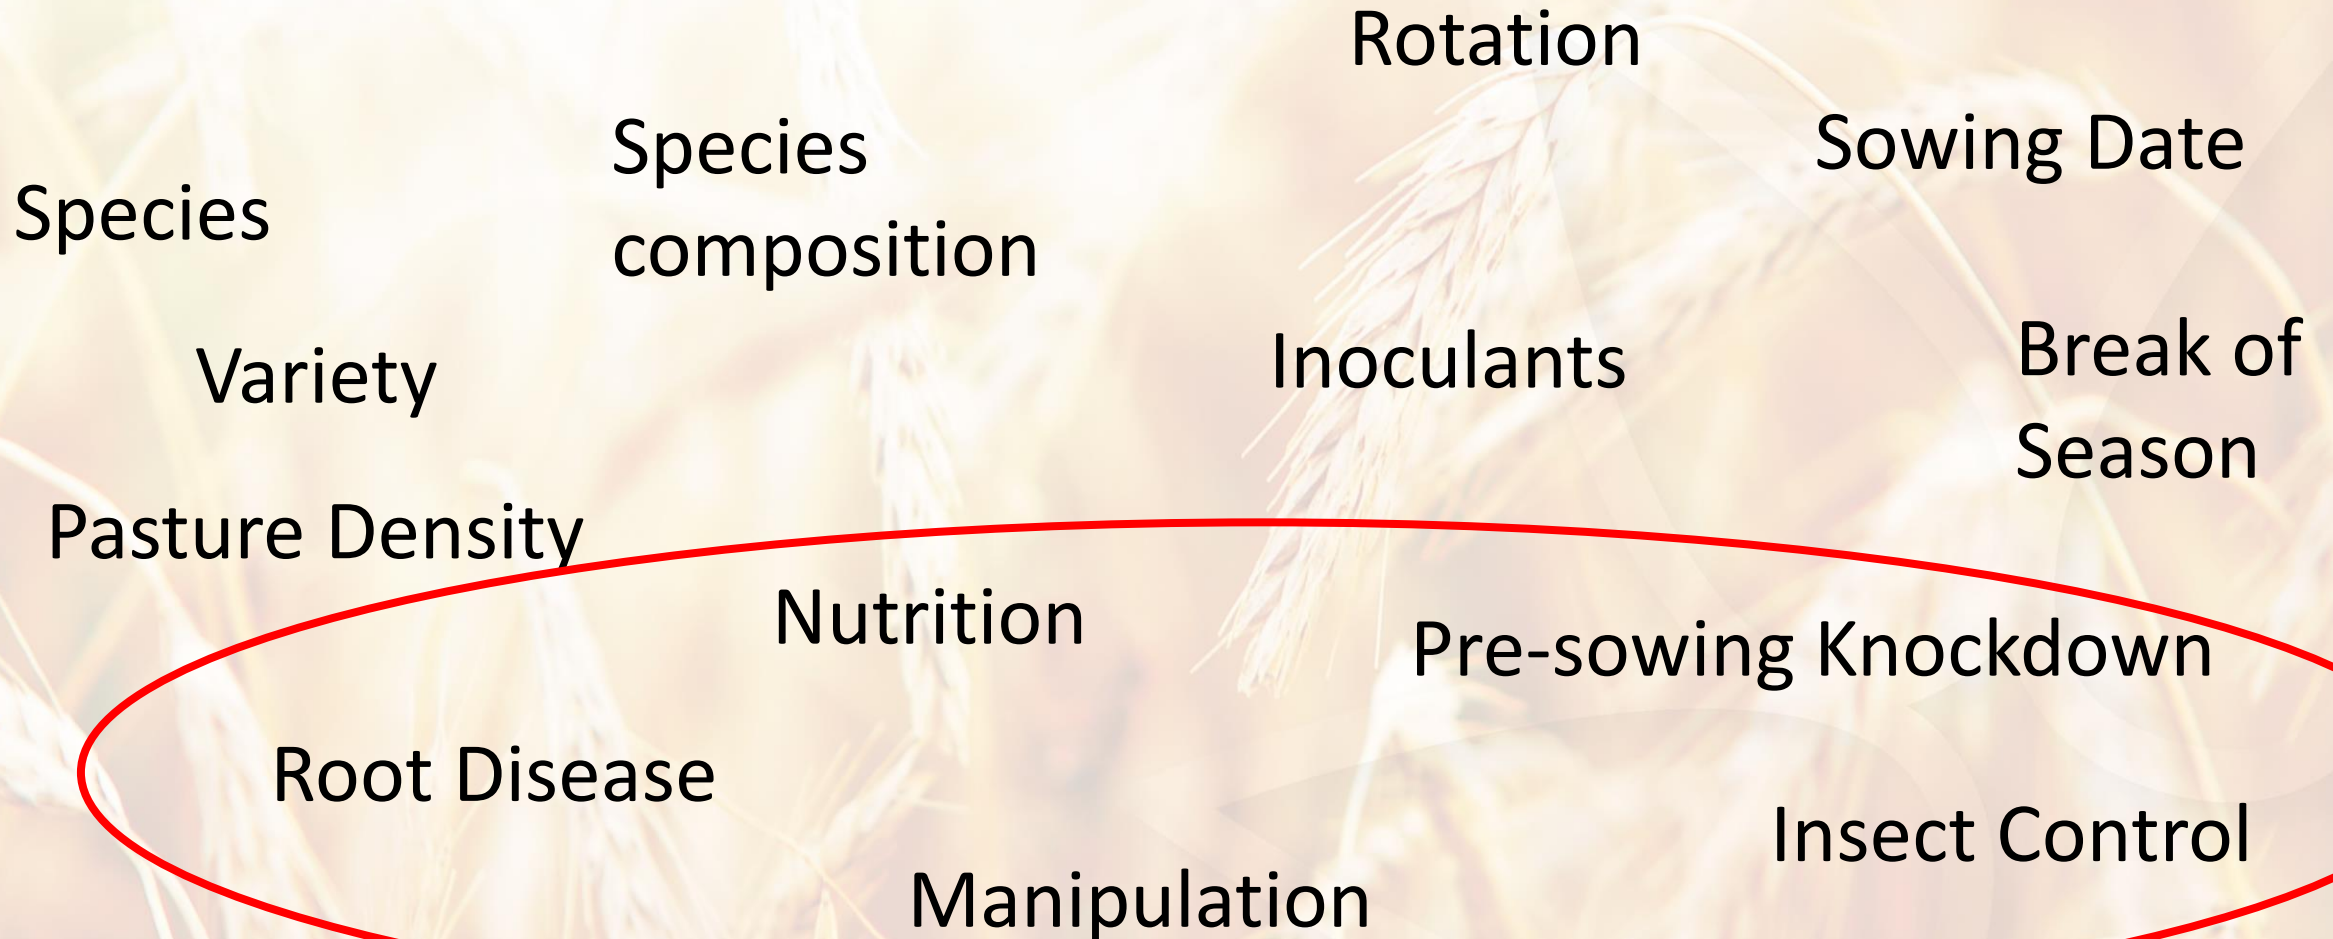 Rotation
Sowing Date
Species
composition
Species
Variety
Inoculants
Break of
Season
Pasture Density
Nutrition
Pre-sowing Knockdown
Root Disease
Insect Control
Manipulation